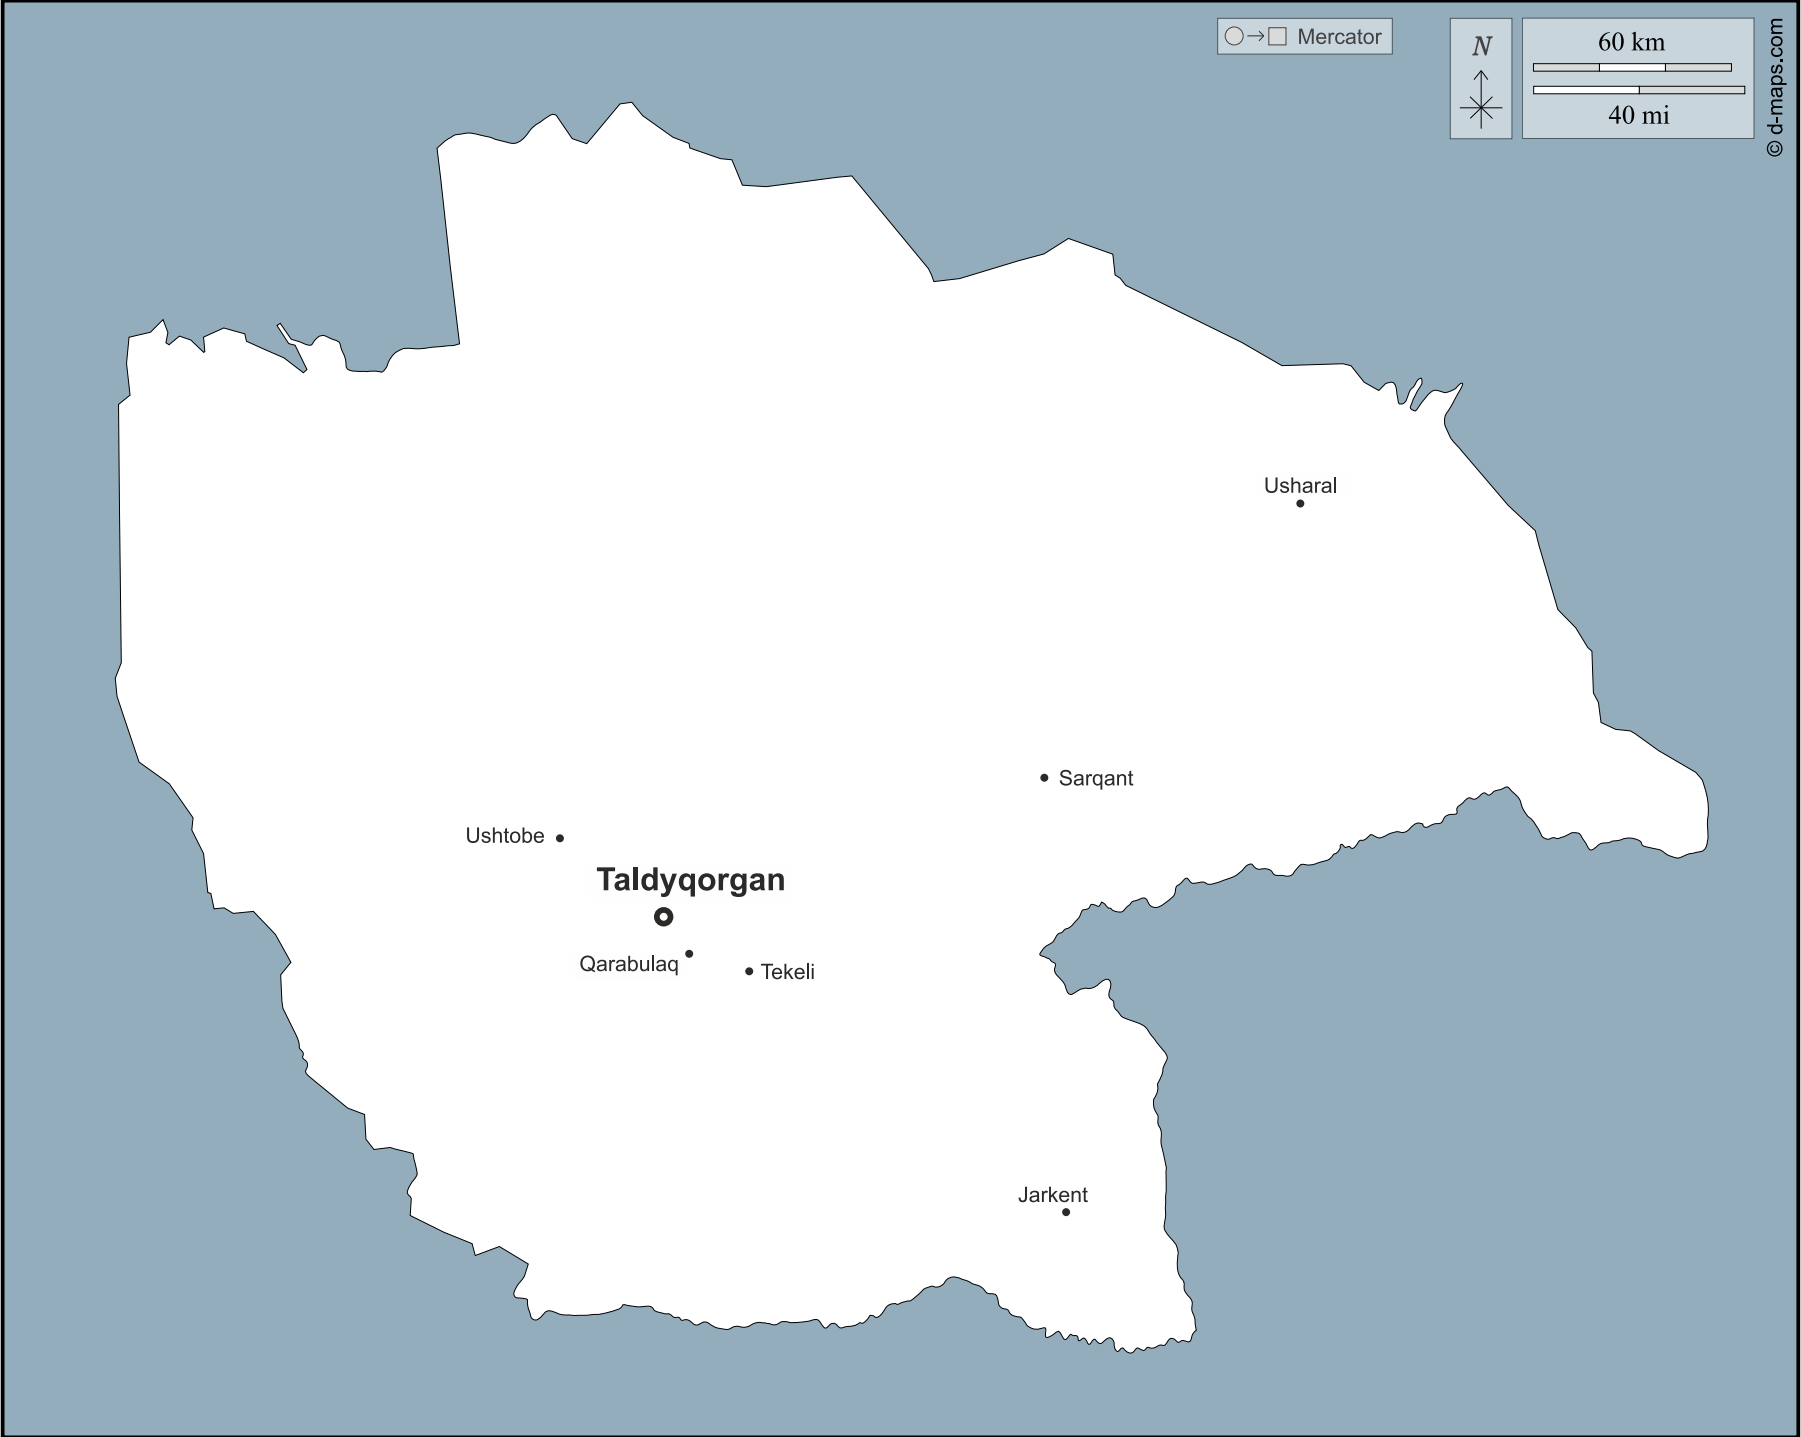 Mercator
N
60 km
40 mi
© d-maps.com
Usharal
Sarqant
Ushtobe
Taldyqorgan
Qarabulaq
Tekeli
Jarkent